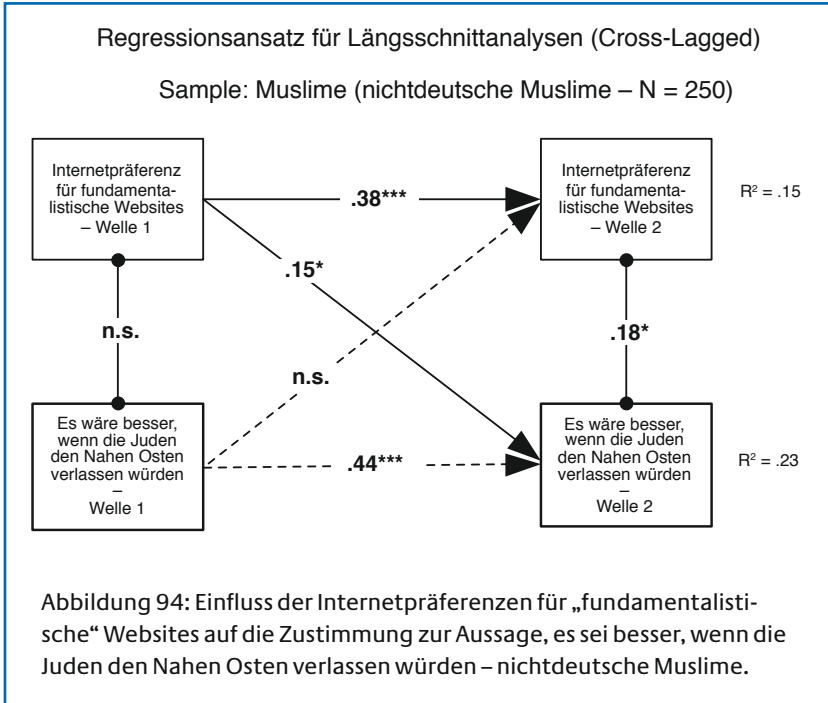 Regressionsansatz für Längsschnittanalysen (Cross-Lagged)
Sample: Muslime (nichtdeutsche Muslime – N = 250)
Internetpräferenz
für fundamenta-
listische Websites
– Welle 1
.38***
Internetpräferenz
für fundamenta-
listische Websites
– Welle 2
R² = .15
.15*
n.s.
.18*
n.s.
Es wäre besser,
wenn die Juden
den Nahen Osten
verlassen würden
–
Welle 1
.44***
Es wäre besser,
wenn die Juden
den Nahen Osten
verlassen würden
–
Welle 2
R² = .23
Abbildung 94: Einfluss der Internetpräferenzen für „fundamentalisti-
sche“ Websites auf die Zustimmung zur Aussage, es sei besser, wenn die
Juden den Nahen Osten verlassen würden – nichtdeutsche Muslime.